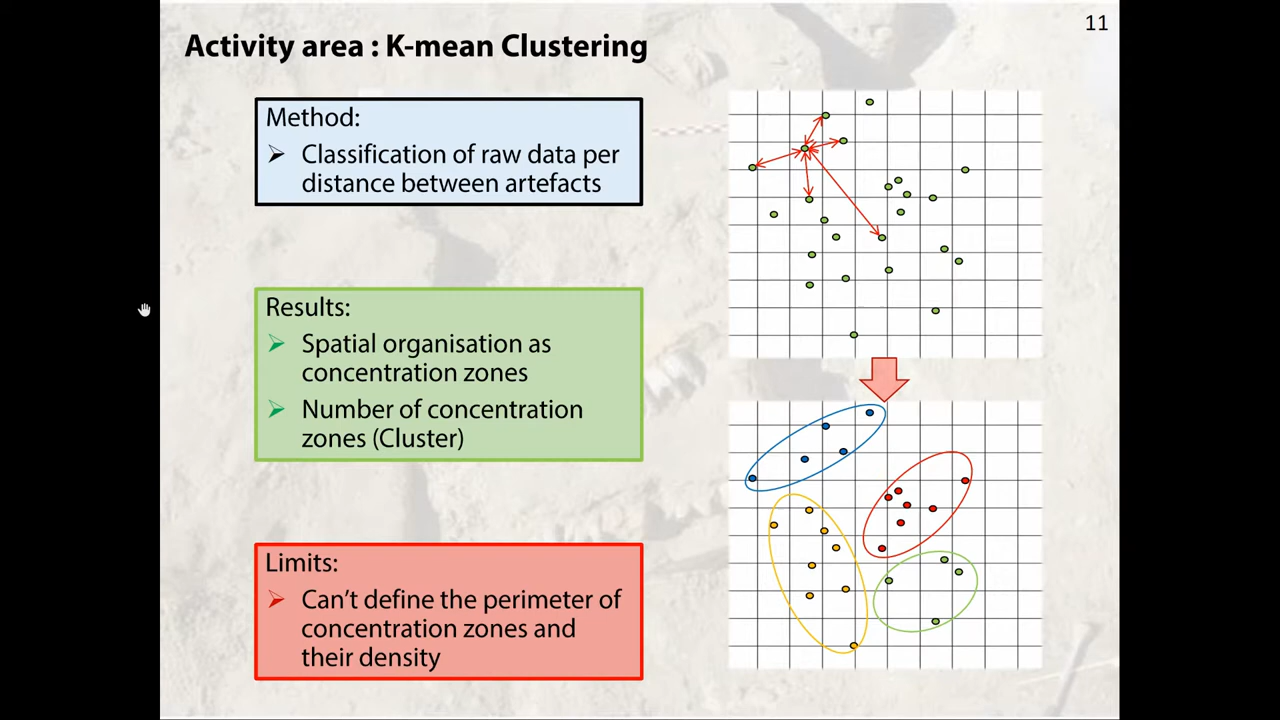 11
Activity area : K-mean Clustering
Method:
➢ Classification of raw data per
distance between artefacts
Results:
➢ Spatial organisation as
concentration zones
➢ Number of concentration
zones (Cluster)
Limits:
➢ Can’t define the perimeter of
concentration zones and
their density